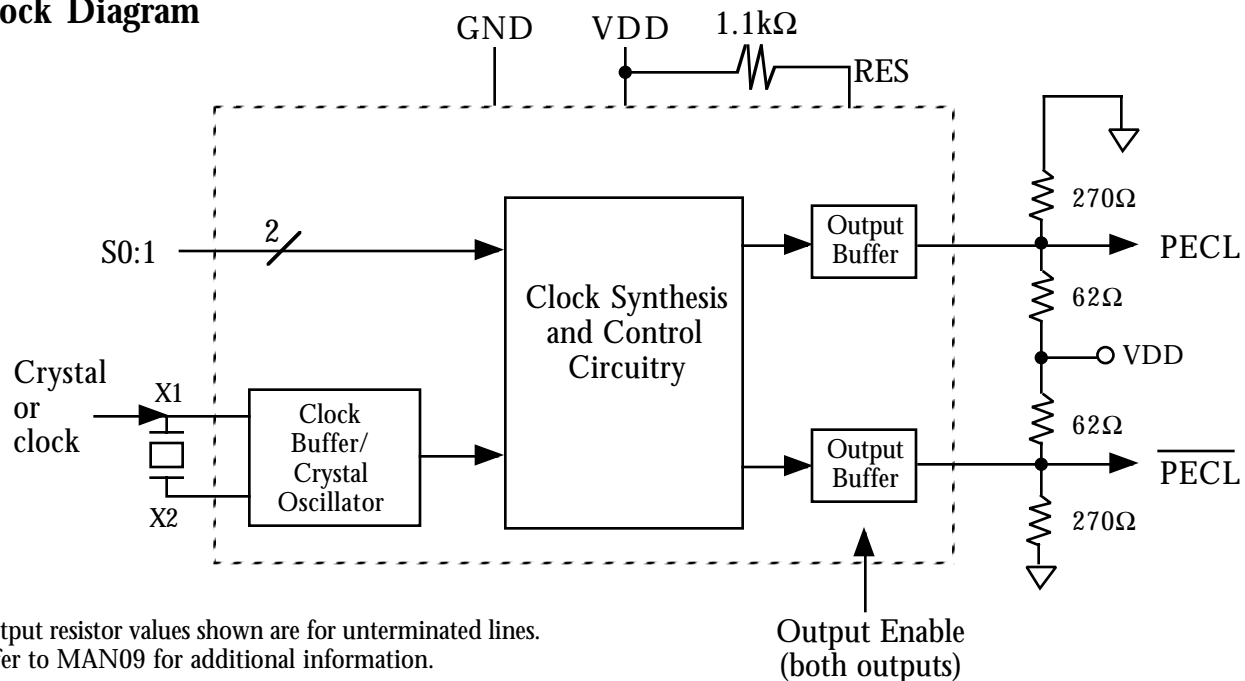 ock Diagram
GND
VDD
1.1kΩ
RES
270Ω
S0:1
2
Output
Buffer
PECL
62Ω
Clock Synthesis
and Control
Circuitry
VDD
Crystal
or
clock
X1
Clock
Buffer/
Crystal
Oscillator
62Ω
Output
Buffer
PECL
X2
270Ω
tput resistor values shown are for unterminated lines.
fer to MAN09 for additional information.
Output Enable
(both outputs)